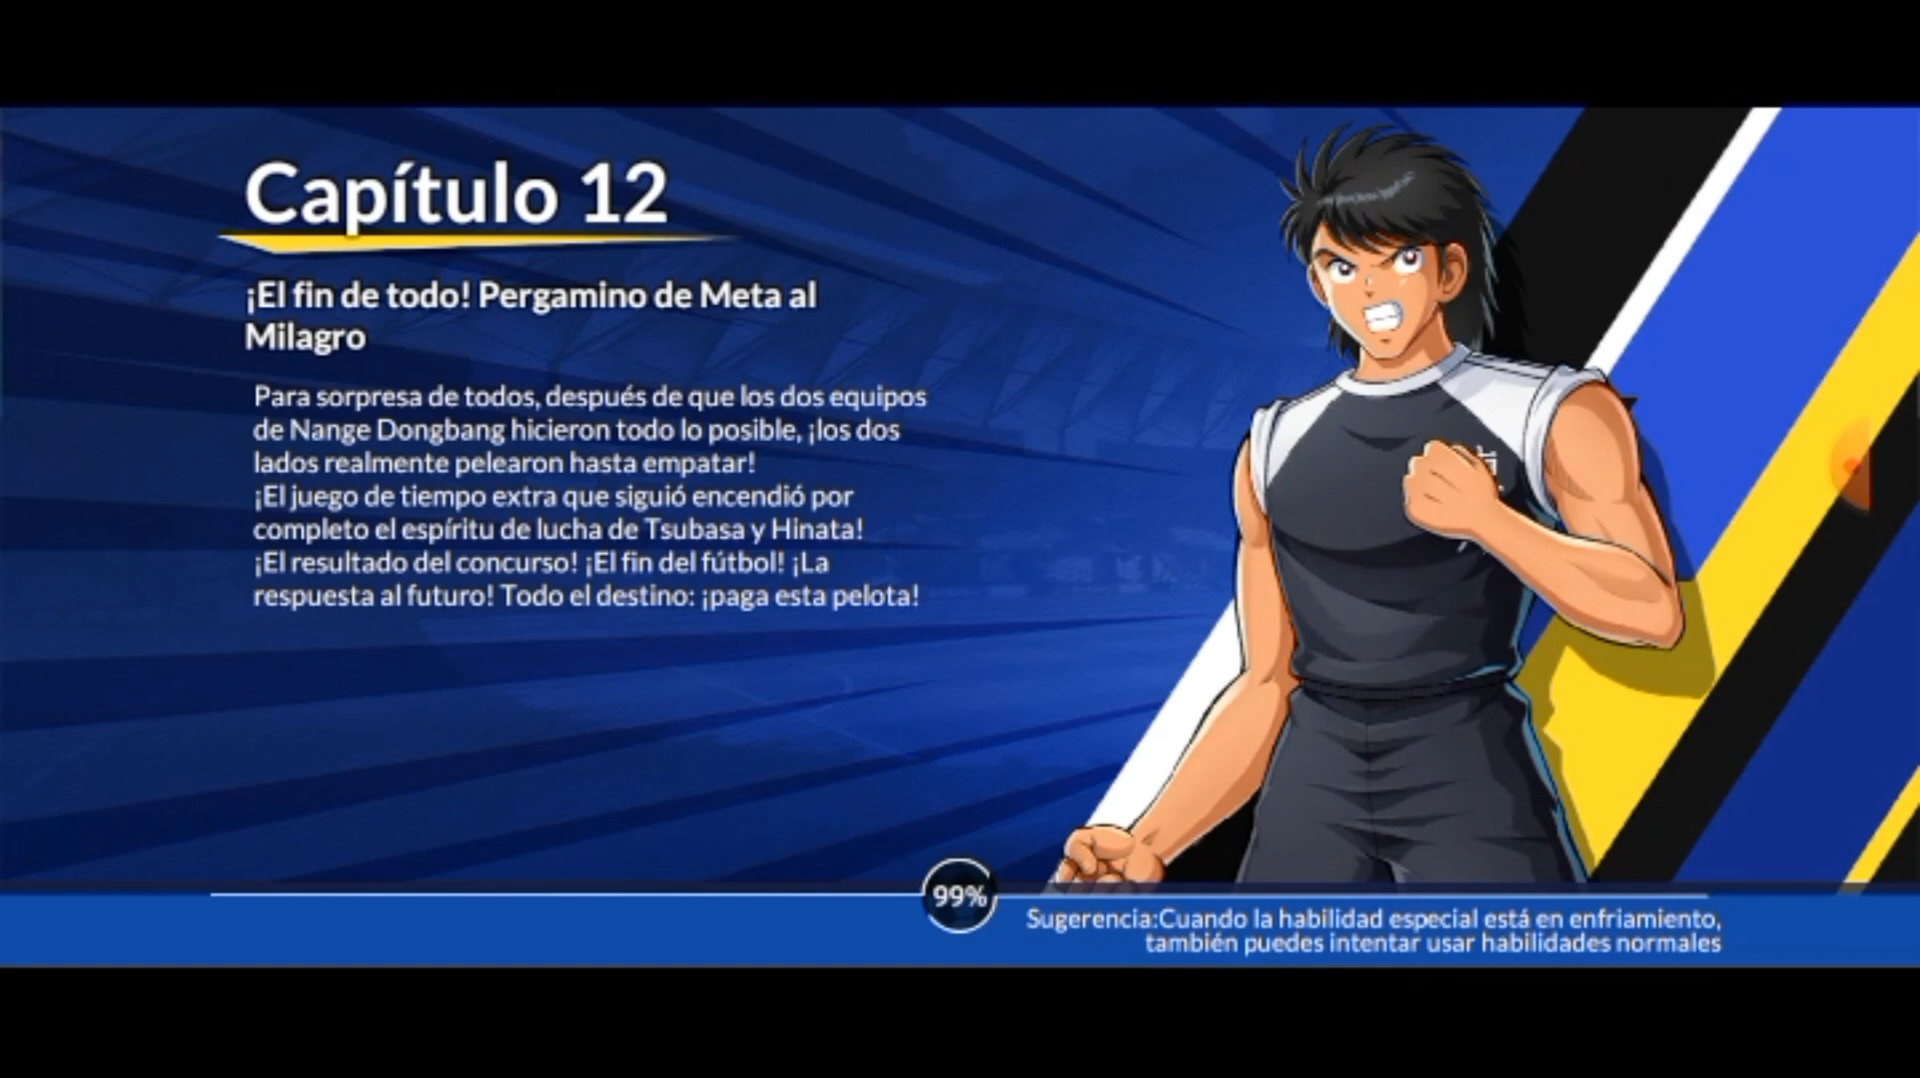 Capítulo 12
¡El fin de todo! Pergamino de Meta al
Milagro
Para sorpresa de todos, después de que los dos equipos
de Nange Dongbang hicieron todo lo posible, ¡los dos
lados realmente pelearon hasta empatar!
¡El juego de tiempo extra que siguió encendió por
completo el espíritu de lucha de Tsubasa y Hinata!
¡El resultado del concurso! ¡El fin del fútbol! ¡La
respuesta al futuro! Todo el destino: ¡paga esta pelota!
99%
Sugerencia:Cuando la habilidad especial está en enfriamiento,
también puedes intentar usar habilidades normales